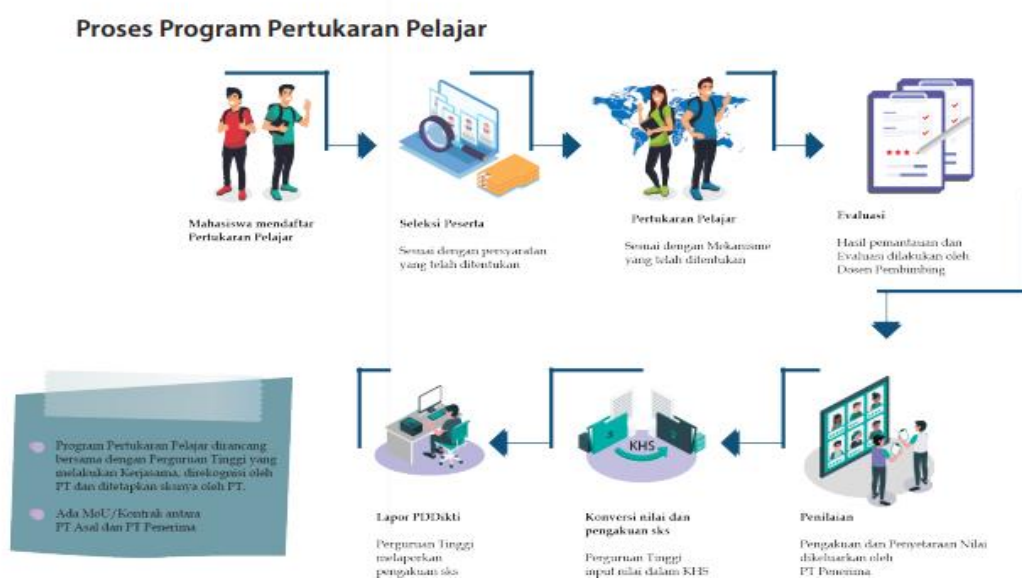 Proses Program Pertukaran Pelajar
Mahasiswa mendaftar
Pertukaran Pelajar
Seleksi Peserta
Sesuai dengan persyaratan
yang telah ditentukan
Pertukaran Pelajar
Sesuai dengan Mekanisme
yang telah ditentukan
Evaluasi
Hasil pemantauan dan
Evaluasi dilakukan oleh
Dosen Pembimbing
Penilaian
Pengakuan dan Penyetaraan Nilai
dikeluarkan oleh
PT Penerima
KHS
Konversi nilai dan
pengakuan sks
Perguruan Tinggi
input nilai dalam KHS
Lapor PDDikti
Perguruan Tinggi
melaporkan
pengakuan sks
Program Pertukaran Pelajar dirancang
bersama dengan Perguruan Tinggi yang
melakukan Kerjasama, direkognisi oleh
PT dan ditetapkan sksnya oleh PT.
Ada MoU/Kontrak antara
PT Asal dan PT Penerima